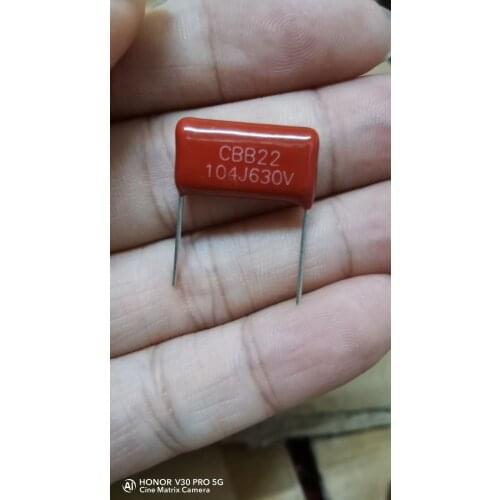 CBB22
104J630V
HONOR V30 PRO 5G
Cine Matrix Camera